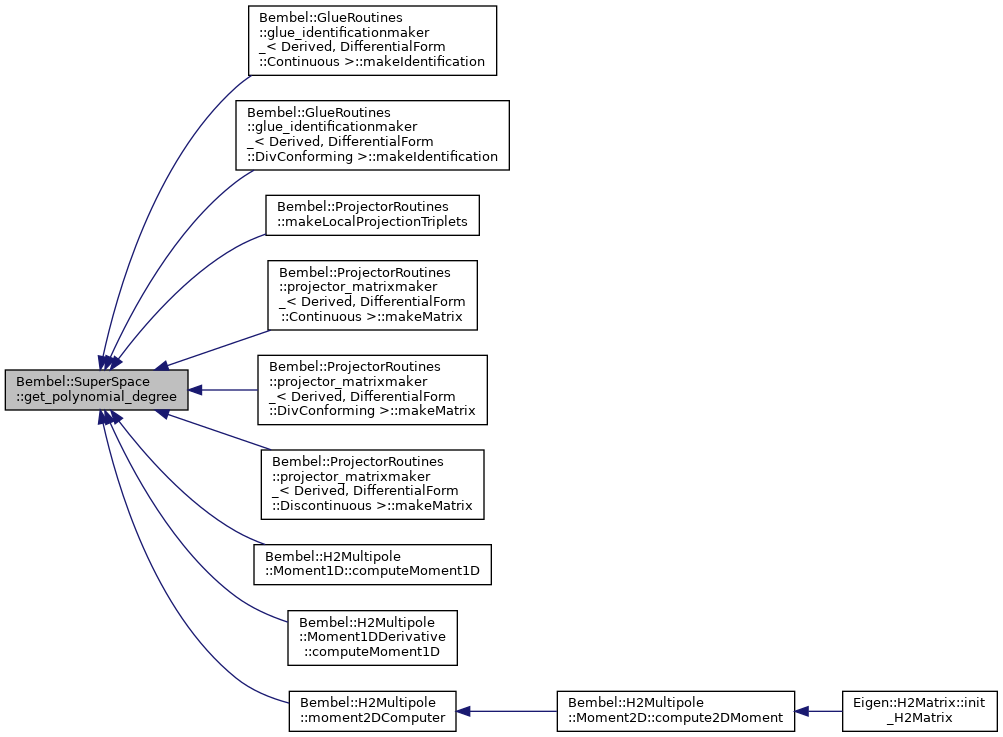 Bembel::GlueRoutines
::glue_identificationmaker
_< Derived, DifferentialForm
::Continuous >::makeIdentification
Bembel::GlueRoutines
::glue_identificationmaker
_< Derived, DifferentialForm
::DivConforming >::makeIdentification
Bembel::ProjectorRoutines
::makeLocalProjectionTriplets
Bembel::ProjectorRoutines
::projector_matrixmaker
_< Derived, DifferentialForm
::Continuous >::makeMatrix
Bembel::SuperSpace
::get_polynomial_degree
Bembel::ProjectorRoutines
::projector_matrixmaker
_< Derived, DifferentialForm
::DivConforming >::makeMatrix
Bembel::ProjectorRoutines
::projector_matrixmaker
_< Derived, DifferentialForm
::Discontinuous >::makeMatrix
Bembel::H2Multipole
::Moment1D::computeMoment1D
Bembel::H2Multipole
::Moment1DDerivative
::computeMoment1D
Bembel::H2Multipole
::moment2DComputer
Bembel::H2Multipole
::Moment2D::compute2DMoment
Eigen::H2Matrix::init
_H2Matrix